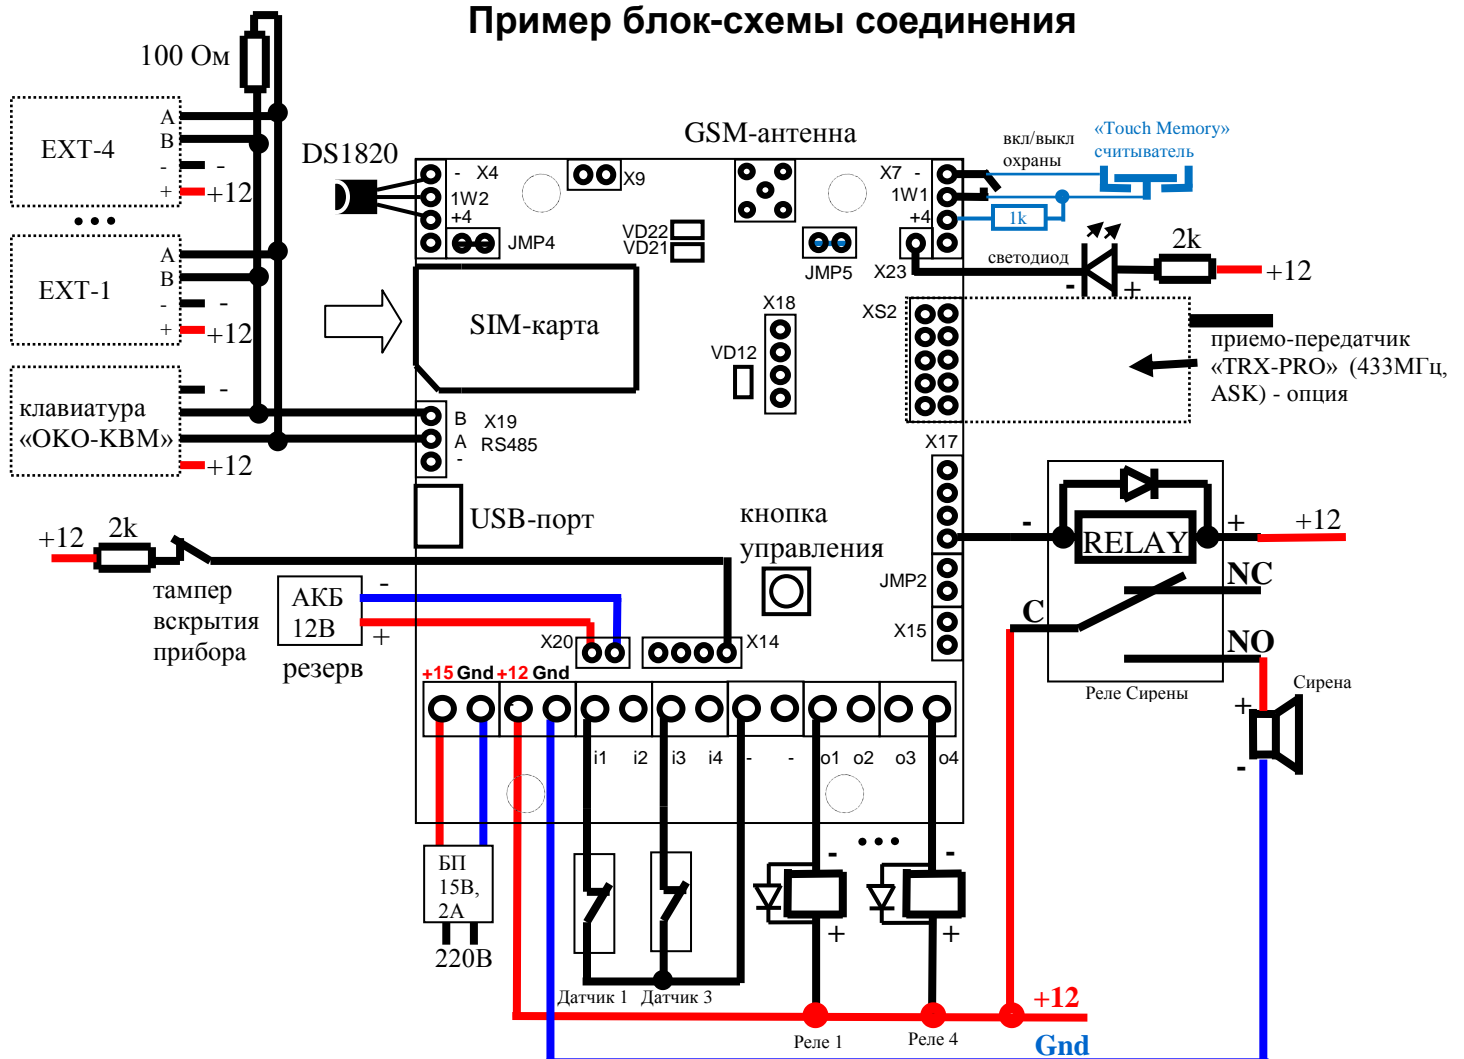 Пример блок-схемы соединения
100 Ом
A
B
-
-
+
+12
EXT-4
•••
A
B
-
-
+
+12
EXT-1
-
клавиатура
«ОКО-КВМ»
+12
DS1820
- X4
1W2
+4
JMP4
X9
GSM-антенна
VD22
VD21
JMP5
X7 -
1W1
+4
X23
вкл/выкл
охраны
«Touch Memory»
считыватель
1k
светодиод
-
+
2k
+12
SIM-карта
X18
VD12
XS2
приемо-передатчик
«TRX-PRO» (433МГц,
ASK) - опция
B X19
A RS485
-
USB-порт
X17
кнопка
управления
JMP2
X15
-
RELAY
+
+12
NC
C
NO
Реле Сирены
Сирена
+
-
+12
2k
тампер
вскрытия
прибора
АКБ
12В
-
+
резерв
X20
X14
+15 Gnd +12 Gnd
i1 i2 i3 i4 - - o1 o2 o3 o4
БП
15В,
2А
220В
Датчик 1 Датчик 3
•••
-
+
-
+
Реле 1
Реле 4
+12
Gnd